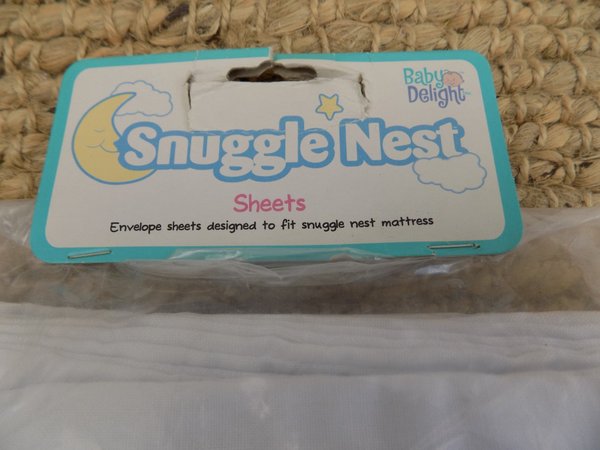 Baby
Delight
Snuggle Nest
Sheets
Envelope sheets designed to fit snuggle nest mattress